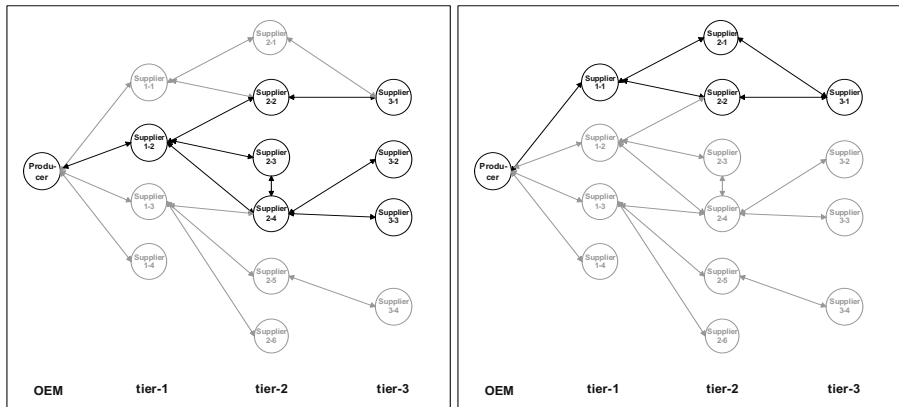 Supplier
2-1
Supplier
1-1
Supplier
2-2
Supplier
3-1
Supplier
1-2
Supplier
2-3
Supplier
3-2
Produ-
cer
Supplier
1-3
Supplier
2-4
Supplier
3-3
Supplier
1-4
Supplier
2-5
Supplier
3-4
Supplier
2-6
OEM tier-1 tier-2 tier-3
Supplier
2-1
Supplier
1-1
Supplier
2-2
Supplier
3-1
Supplier
1-2
Supplier
2-3
Supplier
3-2
Produ-
cer
Supplier
1-3
Supplier
2-4
Supplier
3-3
Supplier
1-4
Supplier
2-5
Supplier
3-4
Supplier
2-6
OEM tier-1 tier-2 tier-3